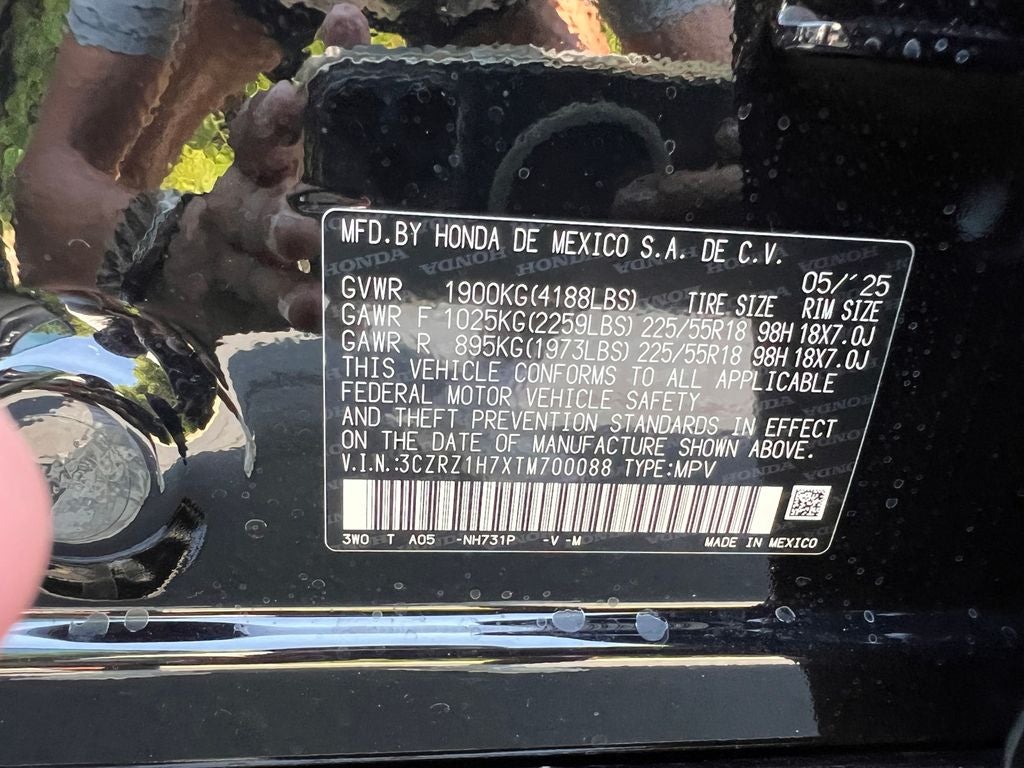 MFD.BY HONDA DE MEXICO S.A. DE C.V.
05/'25
GVWR 1900KG(4188LBS) TIRE SIZE RIM SIZE
GAWR F 1025KG(2259LBS) 225/55R18 98H 18X7.0J
GAWR R 895KG(1973LBS) 225/55R18 98H 18X7.0J
THIS VEHICLE CONFORMS TO ALL APPLICABLE
FEDERAL MOTOR VEHICLE SAFETY
AND THEFT PREVENTION STANDARDS IN EFFECT
ON THE DATE OF MANUFACTURE SHOWN ABOVE.
V.I.N.:3CZRZ1H7XTM700088 TYPE:MPV
3W0 T A05 -NH731P -V -M MADE IN MEXICO